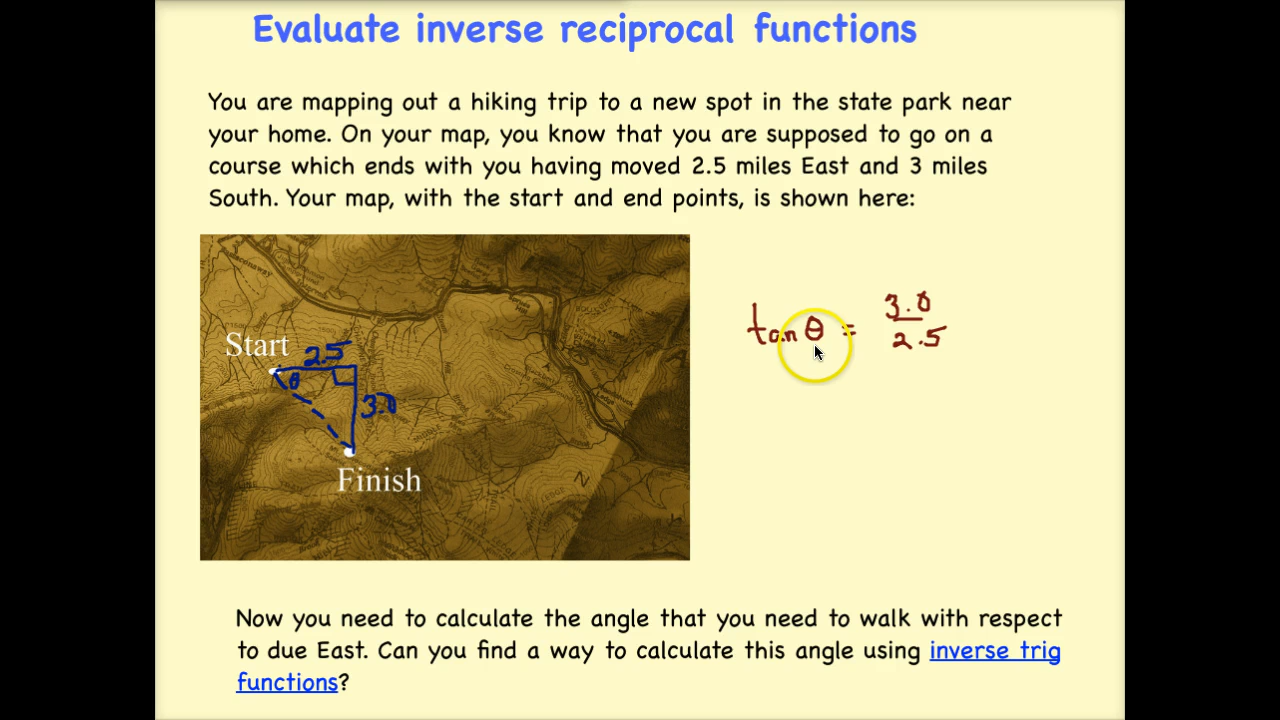 Evaluate inverse reciprocal functions
You are mapping out a hiking trip to a new spot in the state park near
your home. On your map, you know that you are supposed to go on a
course which ends with you having moved 2.5 miles East and 3 miles
South. Your map, with the start and end points, is shown here:
Start
2.5
θ
3.0
Finish
N
tan θ = 3.0
2.5
Now you need to calculate the angle that you need to walk with respect
to due East. Can you find a way to calculate this angle using inverse trig
functions?